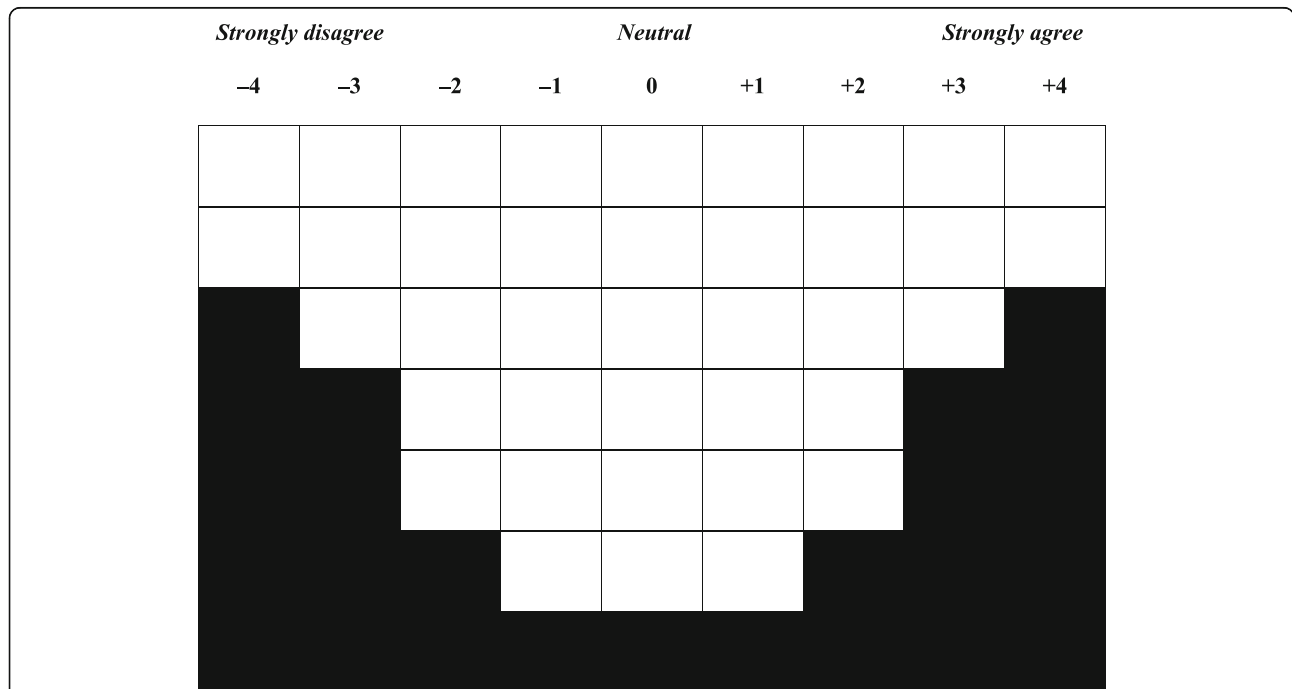 Strongly disagree Neutral Strongly agree
–4 –3 –2 –1 0 +1 +2 +3 +4